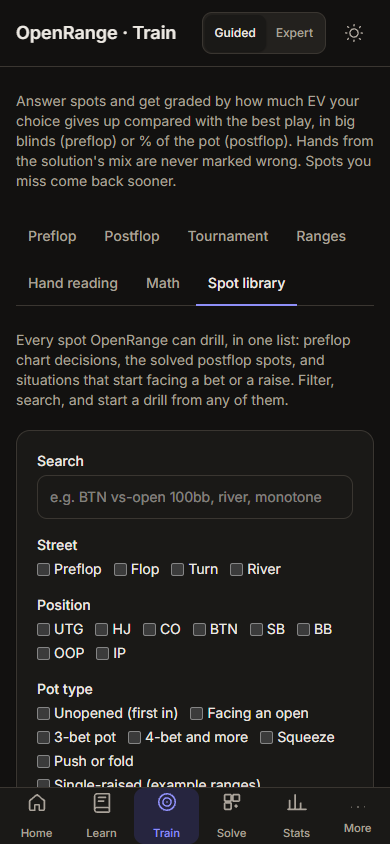 OpenRange · Train
Guided
Expert
Answer spots and get graded by how much EV your
choice gives up compared with the best play, in big
blinds (preflop) or % of the pot (postflop). Hands from
the solution's mix are never marked wrong. Spots you
miss come back sooner.
Preflop
Postflop
Tournament
Ranges
Hand reading
Math
Spot library
Every spot OpenRange can drill, in one list: preflop
chart decisions, the solved postflop spots, and
situations that start facing a bet or a raise. Filter,
search, and start a drill from any of them.
Search
e.g. BTN vs-open 100bb, river, monotone
Street
Preflop Flop Turn River
Position
UTG HJ CO BTN SB BB
OOP IP
Pot type
Unopened (first in) Facing an open
3-bet pot 4-bet and more Squeeze
Push or fold
Single-raised (example ranges)
Home
Learn
Train
Solve
Stats
More